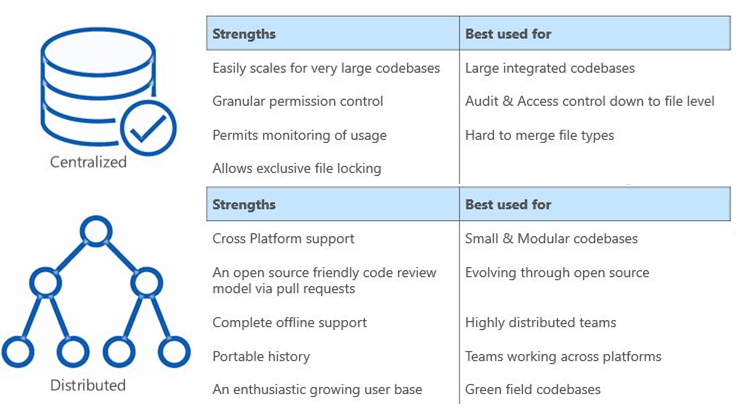 Centralized
Strengths Best used for
Easily scales for very large codebases Large integrated codebases
Granular permission control Audit & Access control down to file level
Permits monitoring of usage Hard to merge file types
Allows exclusive file locking
Distributed
Strengths Best used for
Cross Platform support Small & Modular codebases
An open source friendly code review Evolving through open source
model via pull requests
Complete offline support Highly distributed teams
Portable history Teams working across platforms
An enthusiastic growing user base Green field codebases